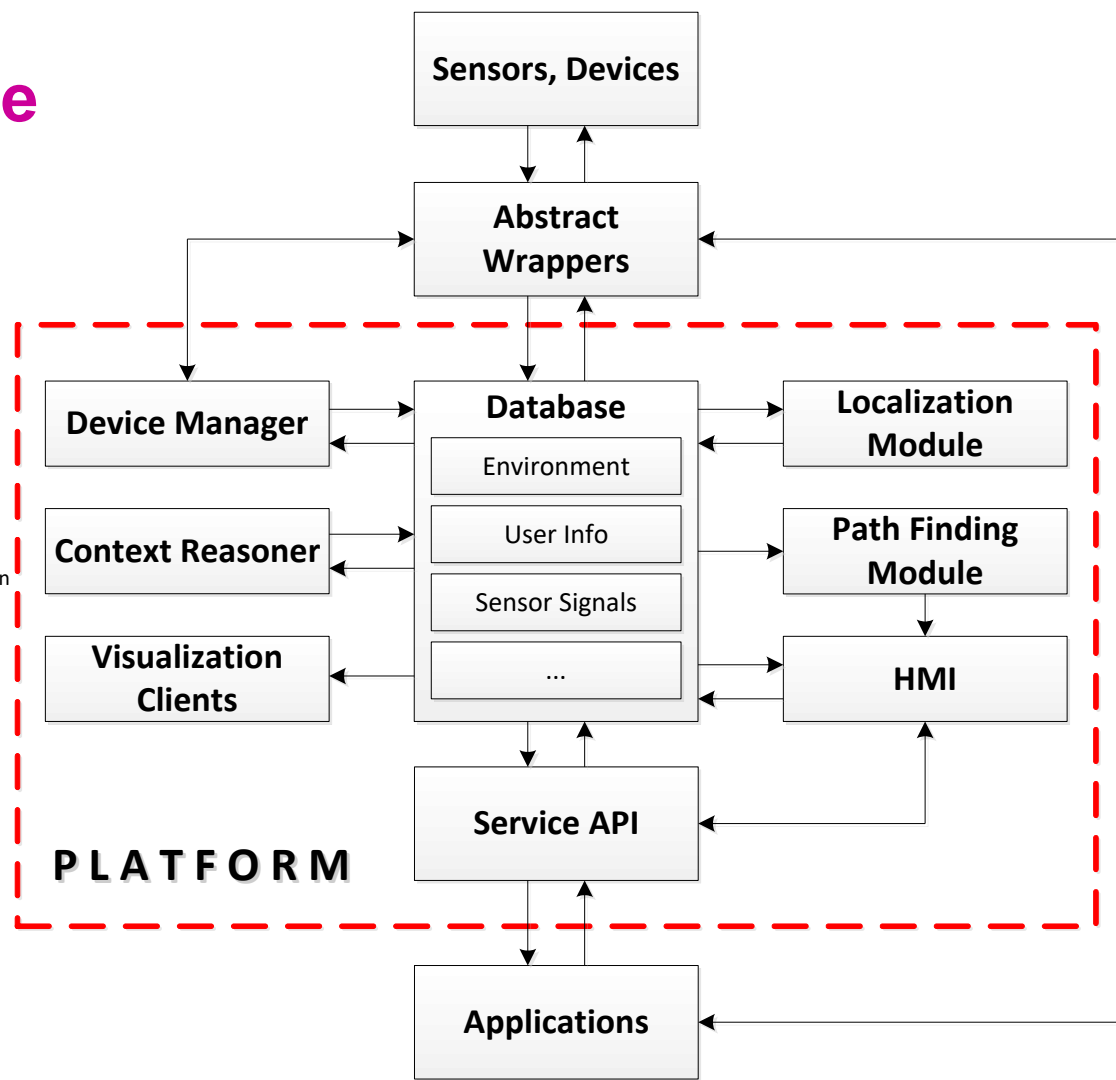 e
Sensors, Devices
Abstract
Wrappers
Device Manager
Database
Localization
Module
Environment
Context Reasoner
User Info
Path Finding
Module
n
Sensor Signals
Visualization
Clients
...
HMI
Service API
PLATFORM
Applications